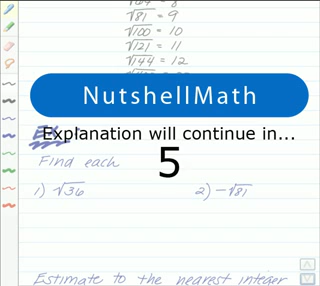 √81 = 9
√100 = 10
√121 = 11
√144 = 12
NutshellMath
Explanation will continue in...
5
Find each
1) √36 2) -√81
Estimate to the nearest integer